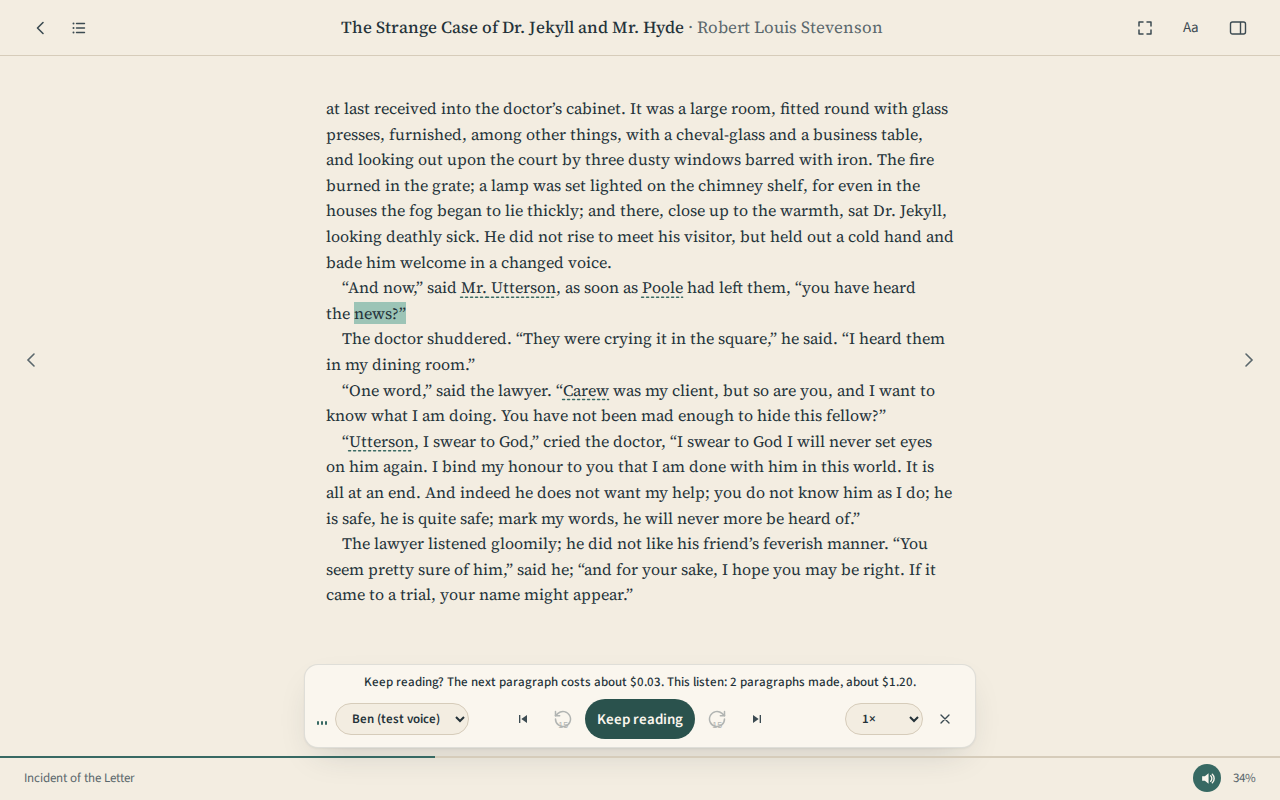 The Strange Case of Dr. Jekyll and Mr. Hyde · Robert Louis Stevenson
Aa
at last received into the doctor’s cabinet. It was a large room, fitted round with glass
presses, furnished, among other things, with a cheval-glass and a business table,
and looking out upon the court by three dusty windows barred with iron. The fire
burned in the grate; a lamp was set lighted on the chimney shelf, for even in the
houses the fog began to lie thickly; and there, close up to the warmth, sat Dr. Jekyll,
looking deathly sick. He did not rise to meet his visitor, but held out a cold hand and
bade him welcome in a changed voice.
“And now,” said Mr. Utterson, as soon as Poole had left them, “you have heard
the news?”
The doctor shuddered. “They were crying it in the square,” he said. “I heard them
in my dining room.”
“One word,” said the lawyer. “Carew was my client, but so are you, and I want to
know what I am doing. You have not been mad enough to hide this fellow?”
“Utterson, I swear to God,” cried the doctor, “I swear to God I will never set eyes
on him again. I bind my honour to you that I am done with him in this world. It is
all at an end. And indeed he does not want my help; you do not know him as I do; he
is safe, he is quite safe; mark my words, he will never more be heard of.”
The lawyer listened gloomily; he did not like his friend’s feverish manner. “You
seem pretty sure of him,” said he; “and for your sake, I hope you may be right. If it
came to a trial, your name might appear.”
Keep reading? The next paragraph costs about $0.03. This listen: 2 paragraphs made, about $1.20.
Ben (test voice)
15
Keep reading
15
1×
Incident of the Letter
34%